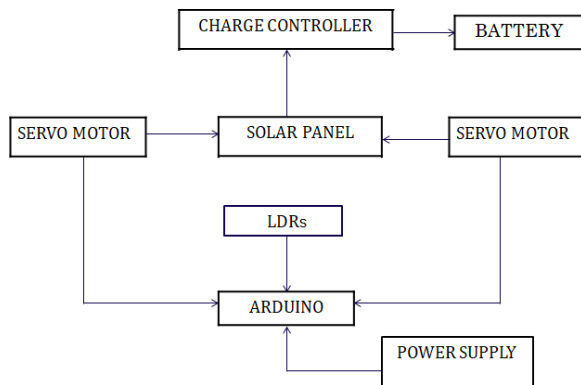 CHARGE CONTROLLER
BATTERY
SERVO MOTOR
SOLAR PANEL
SERVO MOTOR
LDRs
ARDUINO
POWER SUPPLY